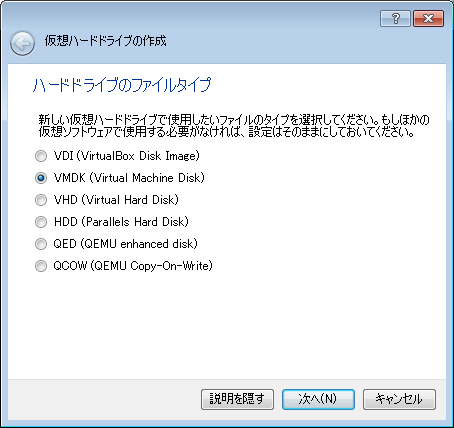 仮想ハードドライブの作成
ハードドライブのファイルタイプ
新しい仮想ハードドライブで使用したいファイルのタイプを選択してください。もしほかの
仮想ソフトウェアで使用する必要がなければ、設定はそのままにしておいてください。
VDI (VirtualBox Disk Image)
VMDK (Virtual Machine Disk)
VHD (Virtual Hard Disk)
HDD (Parallels Hard Disk)
QED (QEMU enhanced disk)
QCOW (QEMU Copy-On-Write)
説明を隠す 次へ(N) キャンセル